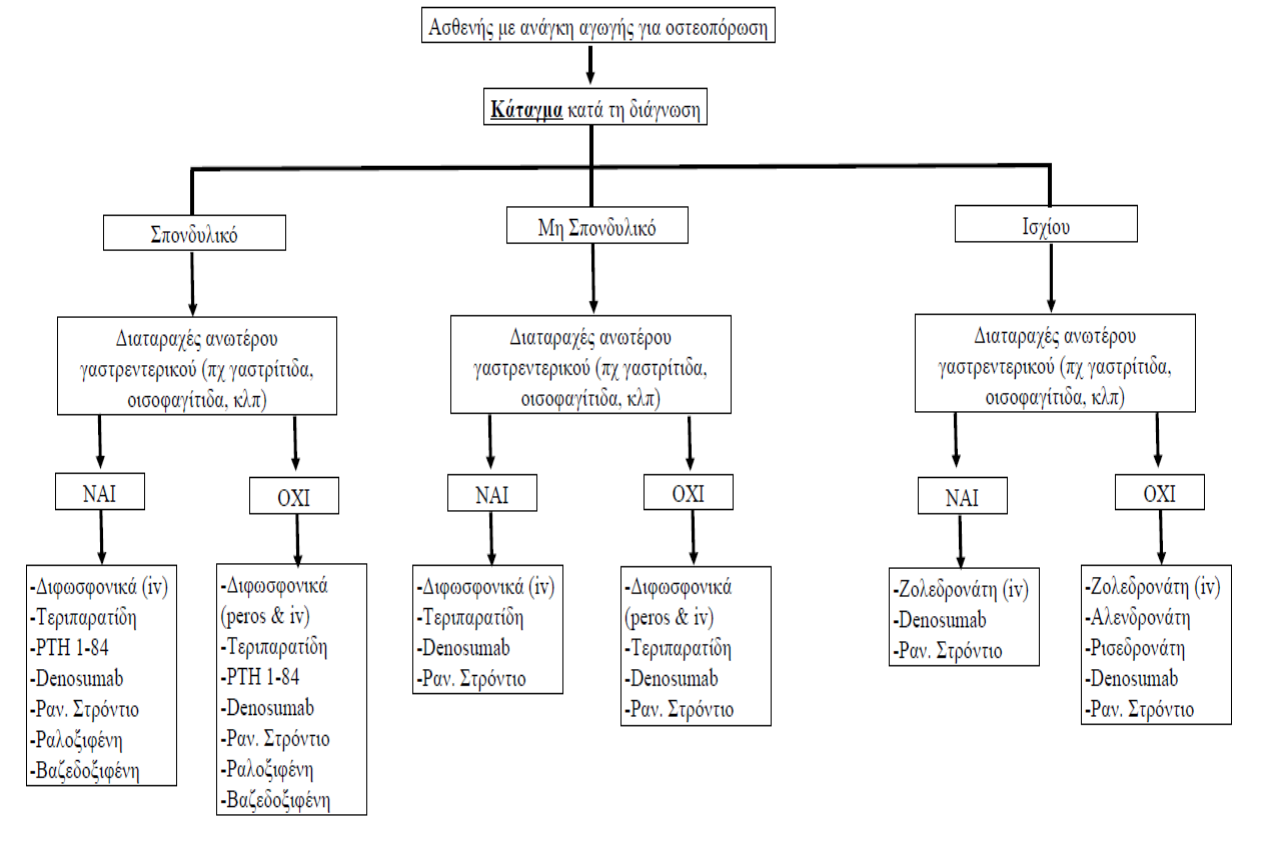 Ασθενής με ανάγκη αγωγής για οστεοπόρωση
Κάταγμα κατά τη διάγνωση
Σπονδυλικό
Μη Σπονδυλικό
Ισχίου
Διαταραχές ανωτέρου
γαστρεντερικού (πχ γαστρίτιδα,
οισοφαγίτιδα, κλπ)
Διαταραχές ανωτέρου
γαστρεντερικού (πχ γαστρίτιδα,
οισοφαγίτιδα, κλπ)
Διαταραχές ανωτέρου
γαστρεντερικού (πχ γαστρίτιδα,
οισοφαγίτιδα, κλπ)
ΝΑΙ
ΟΧΙ
ΝΑΙ
ΟΧΙ
ΝΑΙ
ΟΧΙ
-Διφωσφονικά (iv)
-Τεριπαρατίδη
-PTH 1-84
-Denosumab
-Ραν. Στρόντιο
-Ραλοξιφένη
-Βαζεδοξιφένη
-Διφωσφονικά
(peros & iv)
-Τεριπαρατίδη
-PTH 1-84
-Denosumab
-Ραν. Στρόντιο
-Ραλοξιφένη
-Βαζεδοξιφένη
-Διφωσφονικά (iv)
-Τεριπαρατίδη
-Denosumab
-Ραν. Στρόντιο
-Διφωσφονικά
(peros & iv)
-Τεριπαρατίδη
-Denosumab
-Ραν. Στρόντιο
-Ζολεδρονάτη (iv)
-Denosumab
-Ραν. Στρόντιο
-Ζολεδρονάτη (iv)
-Αλενδρονάτη
-Ρισεδρονάτη
-Denosumab
-Ραν. Στρόντιο